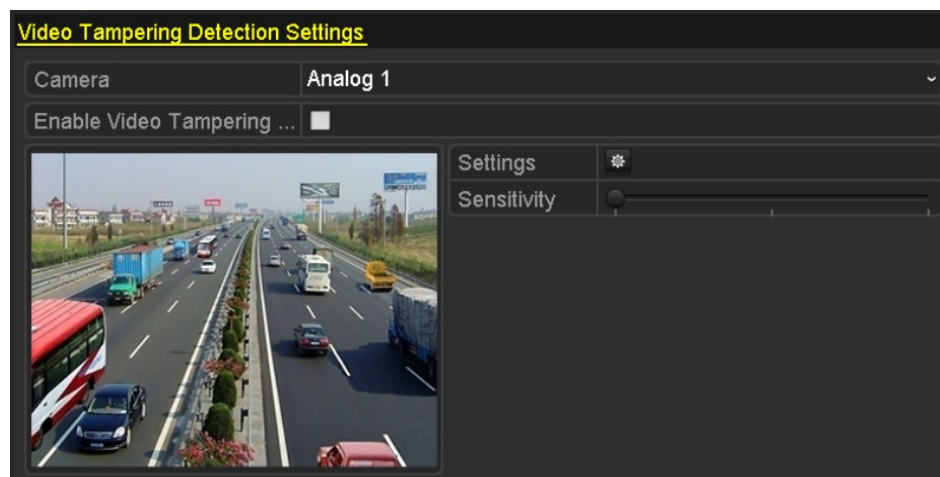 Video Tampering Detection Settings
Camera Analog 1
Enable Video Tampering ...
Settings
Sensitivity